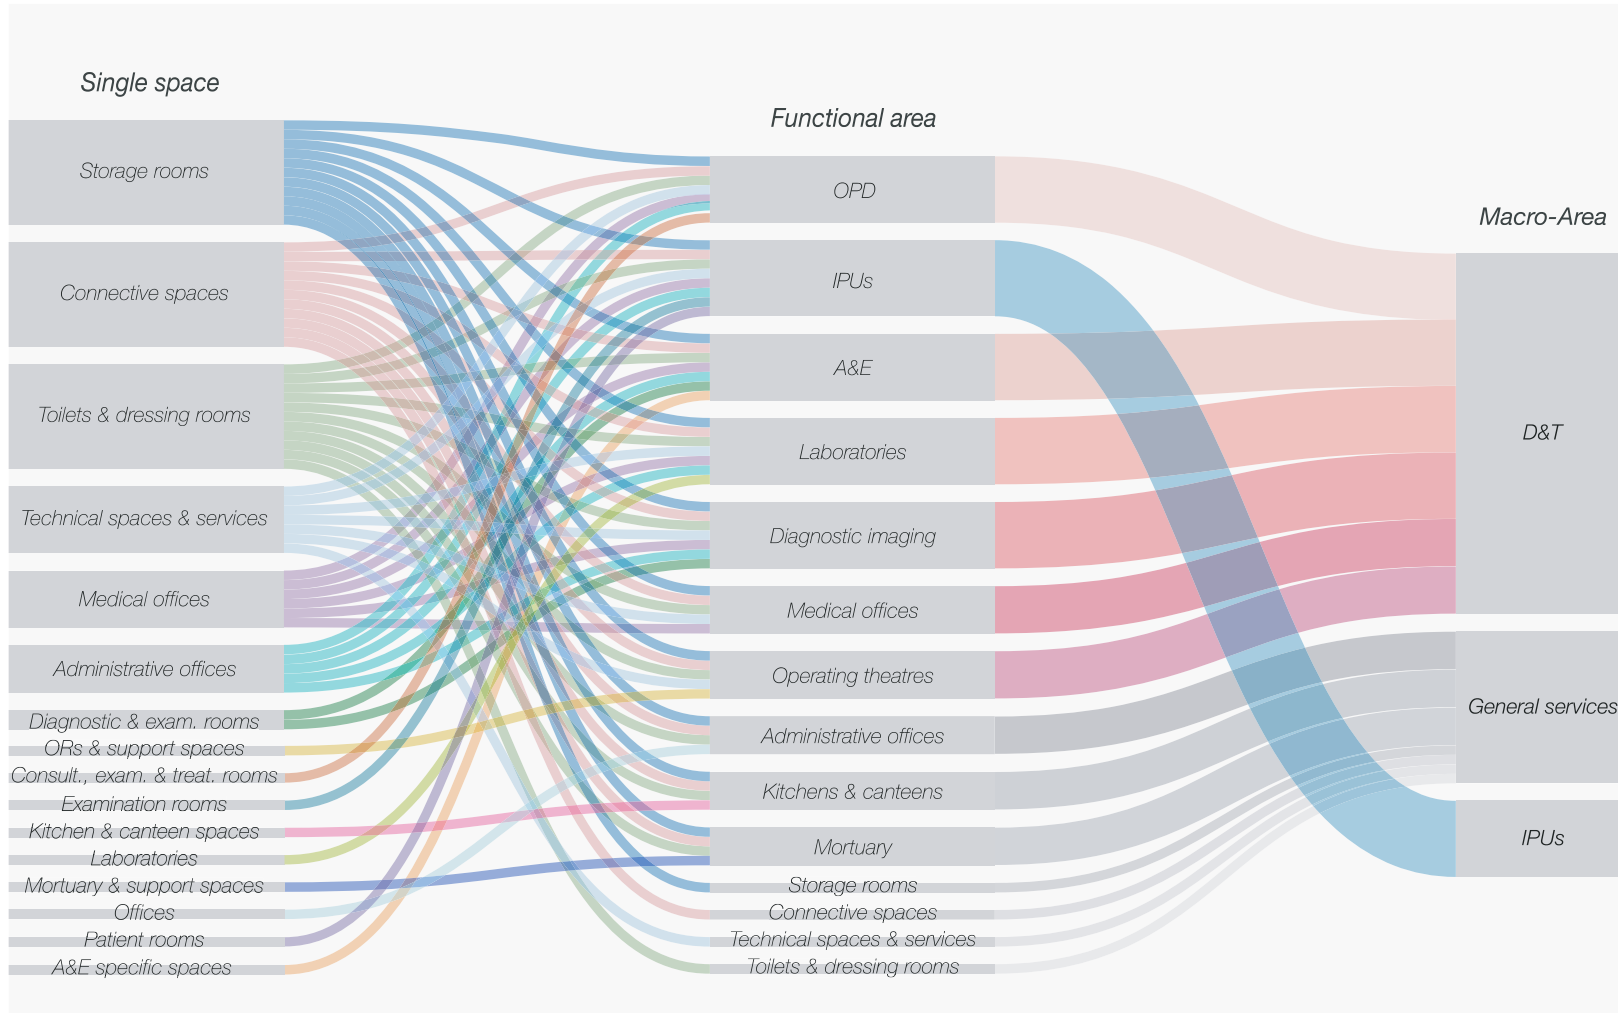 Single space
Storage rooms
Connective spaces
Toilets & dressing rooms
Technical spaces & services
Medical offices
Administrative offices
Diagnostic & exam. rooms
ORs & support spaces
Consult., exam. & treat. rooms
Examination rooms
Kitchen & canteen spaces
Laboratories
Mortuary & support spaces
Offices
Patient rooms
A&E specific spaces
Functional area
OPD
IPUs
A&E
Laboratories
Diagnostic imaging
Medical offices
Operating theatres
Administrative offices
Kitchens & canteens
Mortuary
Storage rooms
Connective spaces
Technical spaces & services
Toilets & dressing rooms
Macro-Area
D&T
General services
IPUs